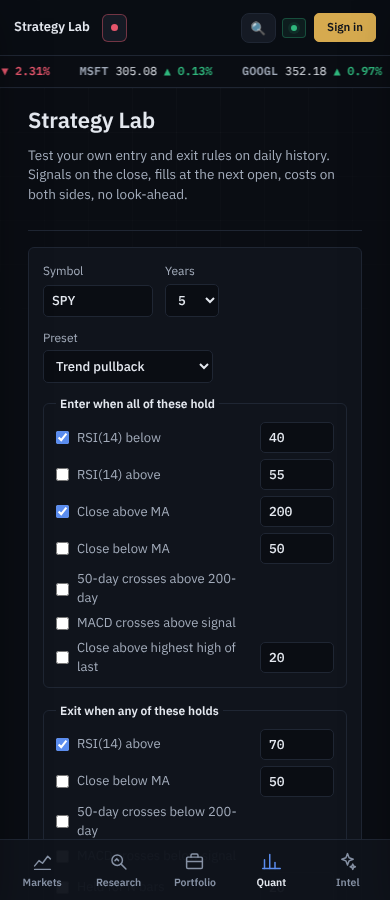 Strategy Lab
Sign in
▼ 2.31% MSFT 305.08 ▲ 0.13% GOOGL 352.18 ▲ 0.97%
Strategy Lab
Test your own entry and exit rules on daily history.
Signals on the close, fills at the next open, costs on
both sides, no look-ahead.
Symbol Years
SPY 5
Preset
Trend pullback
Enter when all of these hold
RSI(14) below 40
RSI(14) above 55
Close above MA 200
Close below MA 50
50-day crosses above 200-
day
MACD crosses above signal
Close above highest high of
last 20
Exit when any of these holds
RSI(14) above 70
Close below MA 50
50-day crosses below 200-
day
Markets Research Portfolio Quant Intel